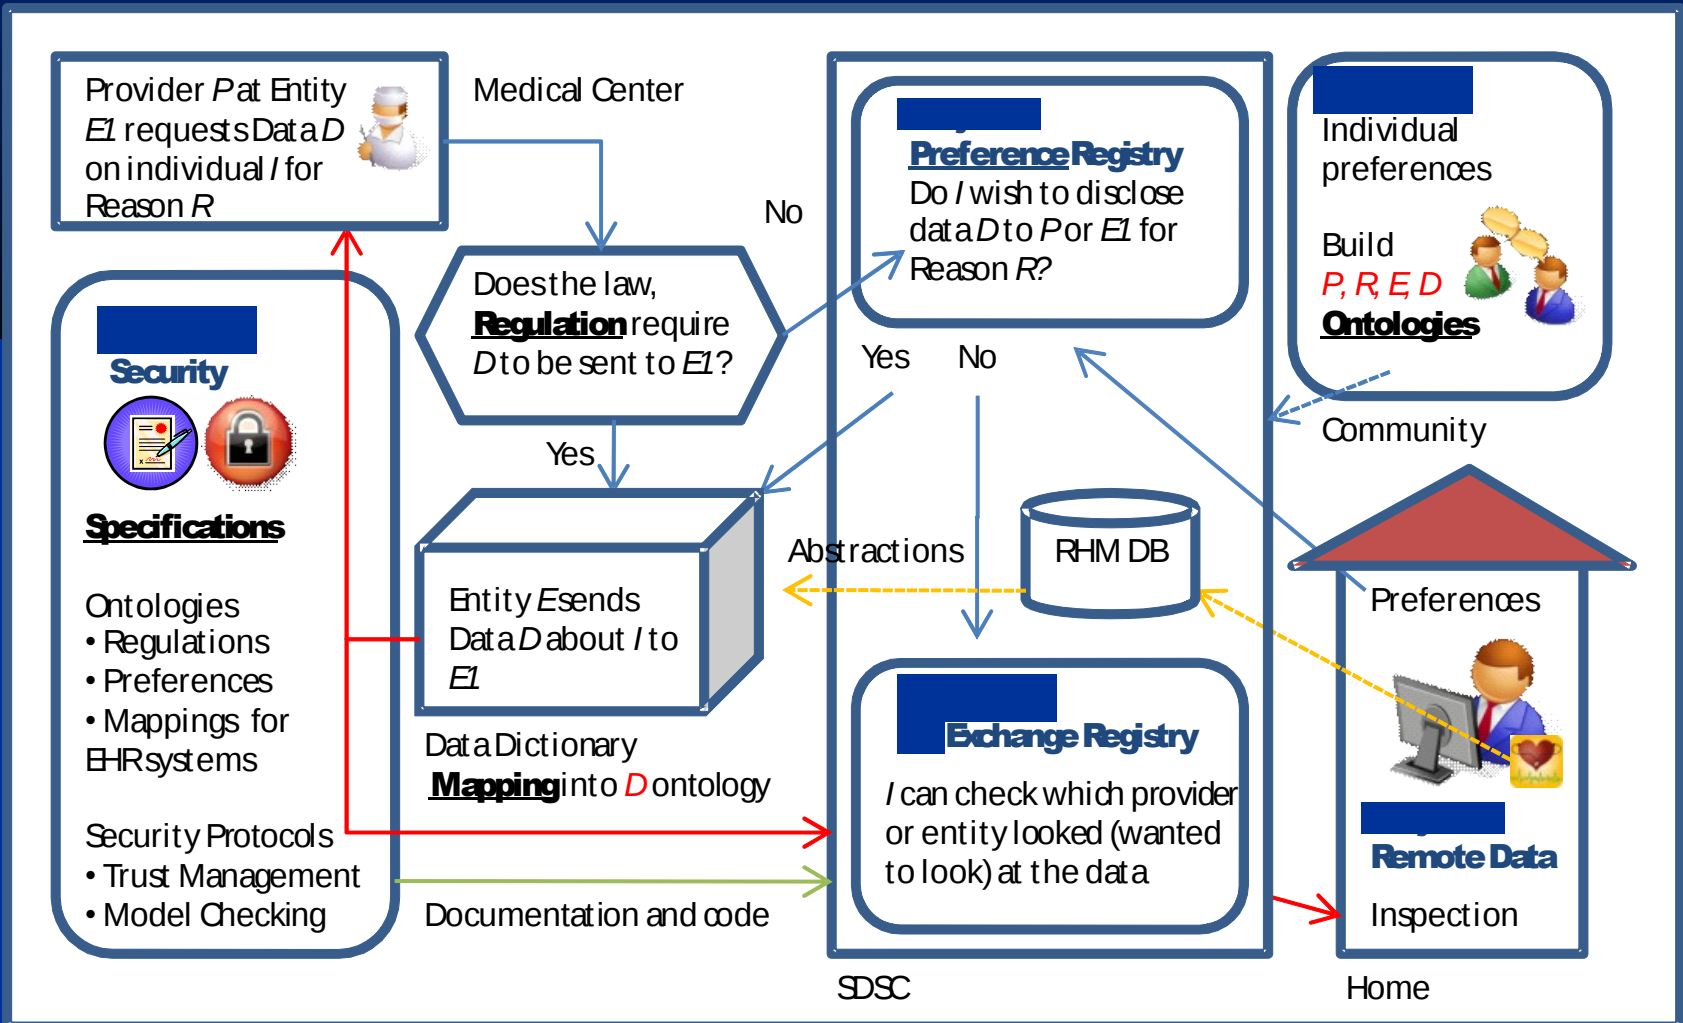 Provider P at Entity
E1 requests Data D
on individual I for
Reason R
Medical Center
No
Does the law,
Regulation require
D to be sent to E1?
Yes
Preference Registry
Do I wish to disclose
data D to P or E1 for
Reason R?
Yes
No
Individual
preferences
Build
P, R, E, D
Ontologies
Community
Security
Specifications
Ontologies
• Regulations
• Preferences
• Mappings for
EHR systems
Security Protocols
• Trust Management
• Model Checking
Entity E sends
Data D about I to
E1
Abstractions
RHM DB
Data Dictionary
Mapping into D ontology
Documentation and code
Exchange Registry
I can check which provider
or entity looked (wanted
to look) at the data
SDSC
Preferences
Remote Data
Inspection
Home